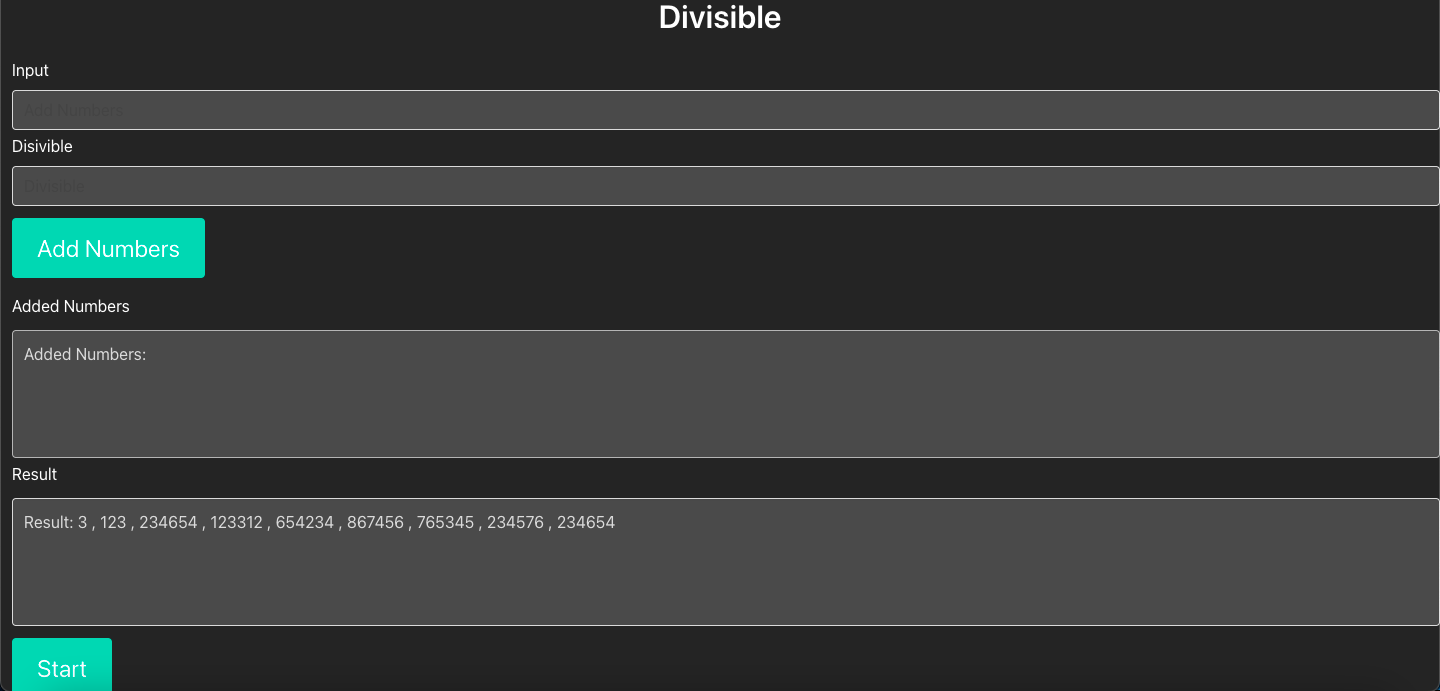 Divisible
Input
Add Numbers
Disivible
Divisible
Add Numbers
Added Numbers
Added Numbers:
Result
Result: 3 , 123 , 234654 , 123312 , 654234 , 867456 , 765345 , 234576 , 234654
Start